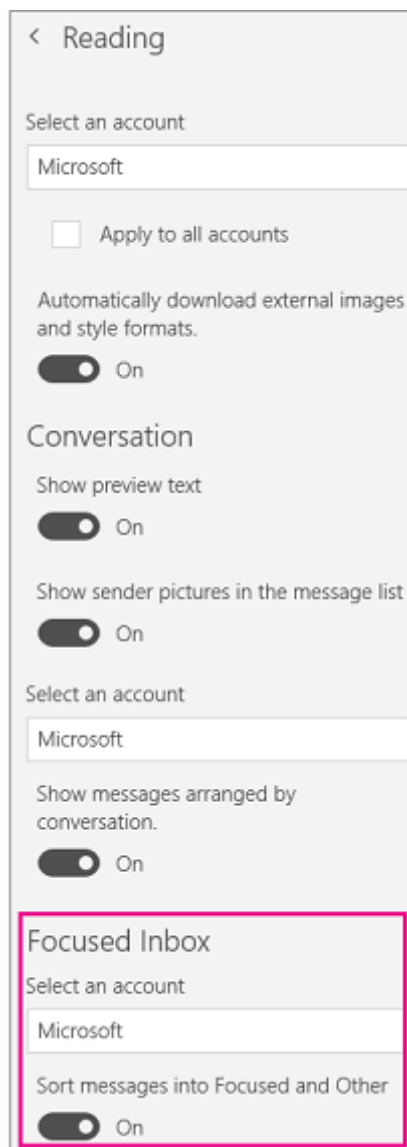 Reading
Select an account
Microsoft
Apply to all accounts
Automatically download external images
and style formats.
On
Conversation
Show preview text
On
Show sender pictures in the message list
On
Select an account
Microsoft
Show messages arranged by
conversation.
On
Focused Inbox
Select an account
Microsoft
Sort messages into Focused and Other
On